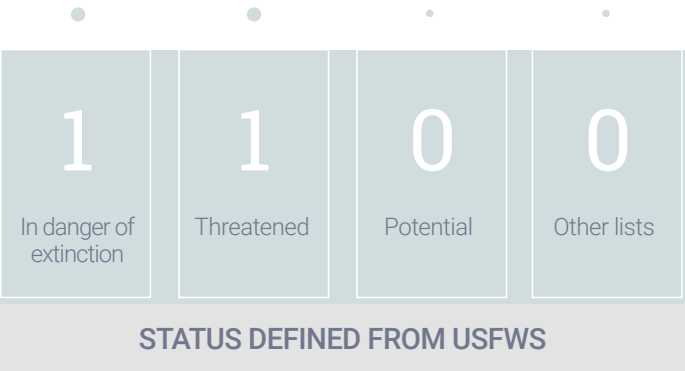 1
1
0
0
In danger of
extinction
Threatened
Potential
Other lists
STATUS DEFINED FROM USFWS